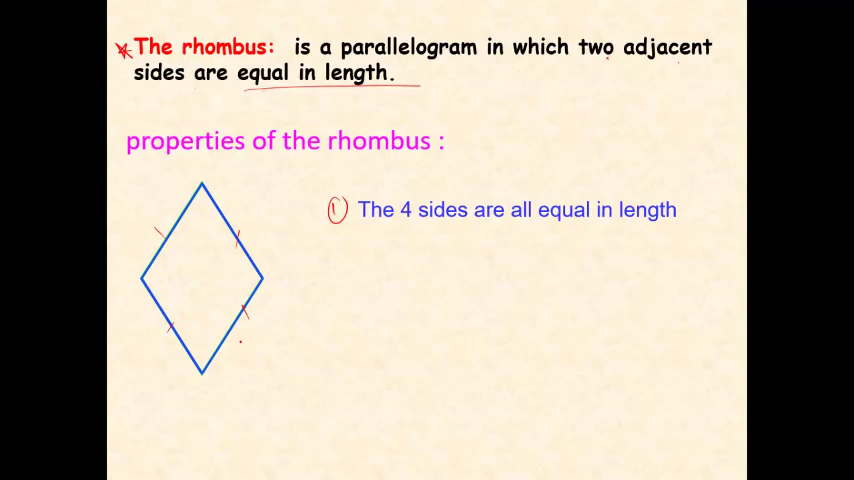 The rhombus: is a parallelogram in which two adjacent
sides are equal in length.
properties of the rhombus :
1 The 4 sides are all equal in length